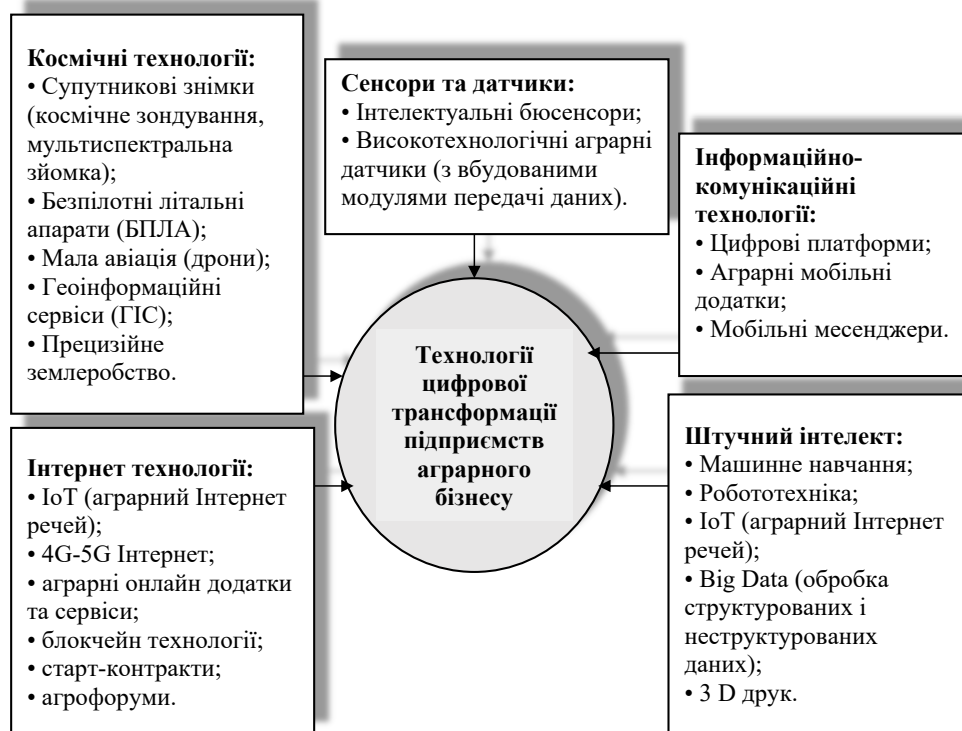 Космічні технології:
• Супутникові знімки
(космічне зондування,
мультиспектральна
зйомка);
• Безпілотні літальні
апарати (БПЛА);
• Мала авіація (дрони);
• Геоінформаційні
сервіси (ГІС);
• Прецизійне
землеробство.
Сенсори та датчики:
• Інтелектуальні бюсенсори;
• Високотехнологічні аграрні
датчики (з вбудованими
модулями передачі даних).
Інформаційно-
комунікаційні
технології:
• Цифрові платформи;
• Аграрні мобільні
додатки;
• Мобільні месенджери.
Технології
цифрової
трансформації
підприємств
аграрного
бізнесу
Інтернет технології:
• IoT (аграрний Інтернет
речей);
• 4G-5G Інтернет;
• аграрні онлайн додатки
та сервіси;
• блокчейн технології;
• старт-контракти;
• агрофоруми.
Штучний інтелект:
• Машинне навчання;
• Робототехніка;
• IoT (аграрний Інтернет
речей);
• Big Data (обробка
структурованих і
неструктурованих
даних);
• 3 D друк.